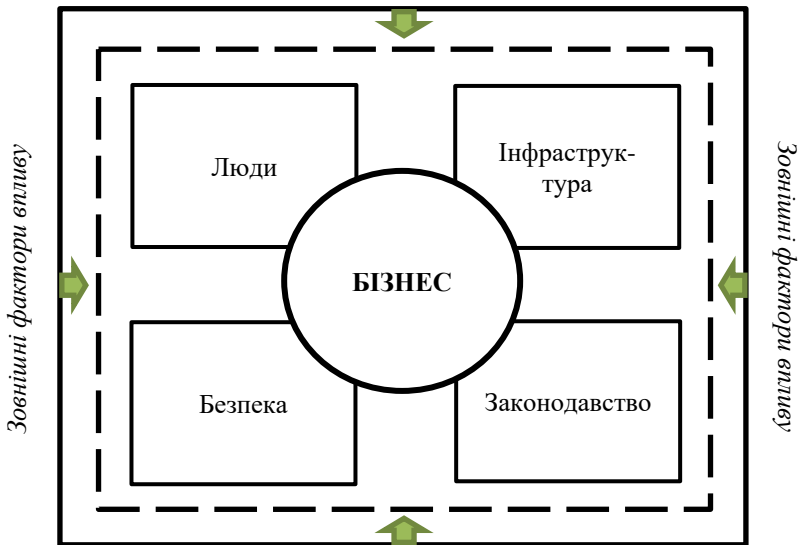 Зовнішні фактори впливу
Люди
Інфраструк-
тура
БІЗНЕС
Безпека
Законодавство
Зовнішні фактори впливу